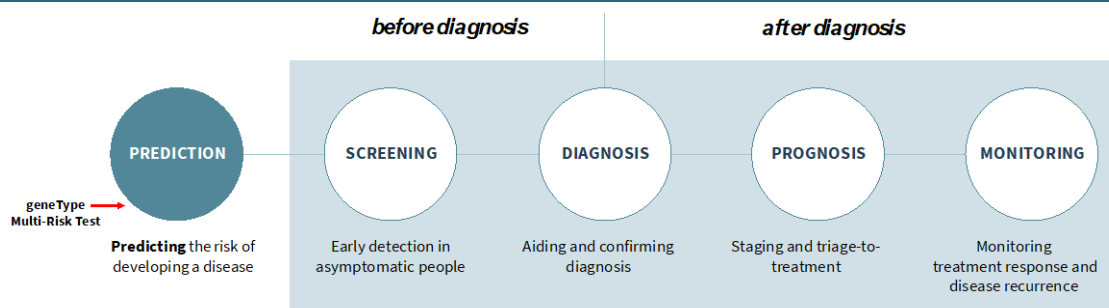 before diagnosis
after diagnosis
PREDICTION
SCREENING
DIAGNOSIS
PROGNOSIS
MONITORING
geneType
Multi-Risk Test
Predicting the risk of
developing a disease
Early detection in
asymptomatic people
Aiding and confirming
diagnosis
Staging and triage-to-
treatment
Monitoring
treatment response and
disease recurrence